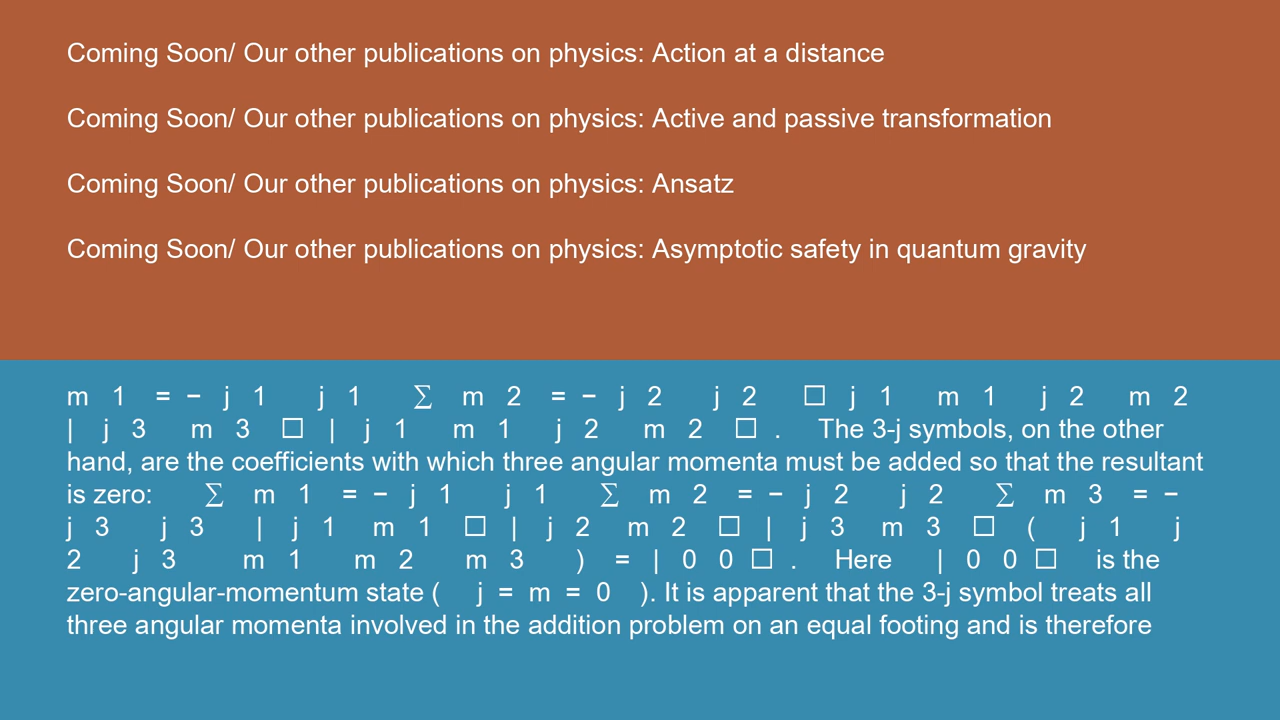 Coming Soon/ Our other publications on physics: Action at a distance
Coming Soon/ Our other publications on physics: Active and passive transformation
Coming Soon/ Our other publications on physics: Ansatz
Coming Soon/ Our other publications on physics: Asymptotic safety in quantum gravity
m 1 = − j 1 j 1 ∑ m 2 = − j 2 j 2 □ j 1 m 1 j 2 m 2
| j 3 m 3 □ | j 1 m 1 j 2 m 2 □ . The 3-j symbols, on the other
hand, are the coefficients with which three angular momenta must be added so that the resultant
is zero: ∑ m 1 = − j 1 j 1 ∑ m 2 = − j 2 j 2 ∑ m 3 = −
j 3 j 3 | j 1 m 1 □ | j 2 m 2 □ | j 3 m 3 □ ( j 1 j
2 j 3 m 1 m 2 m 3 ) = | 0 0 □ . Here | 0 0 □ is the
zero-angular-momentum state ( j = m = 0 ). It is apparent that the 3-j symbol treats all
three angular momenta involved in the addition problem on an equal footing and is therefore